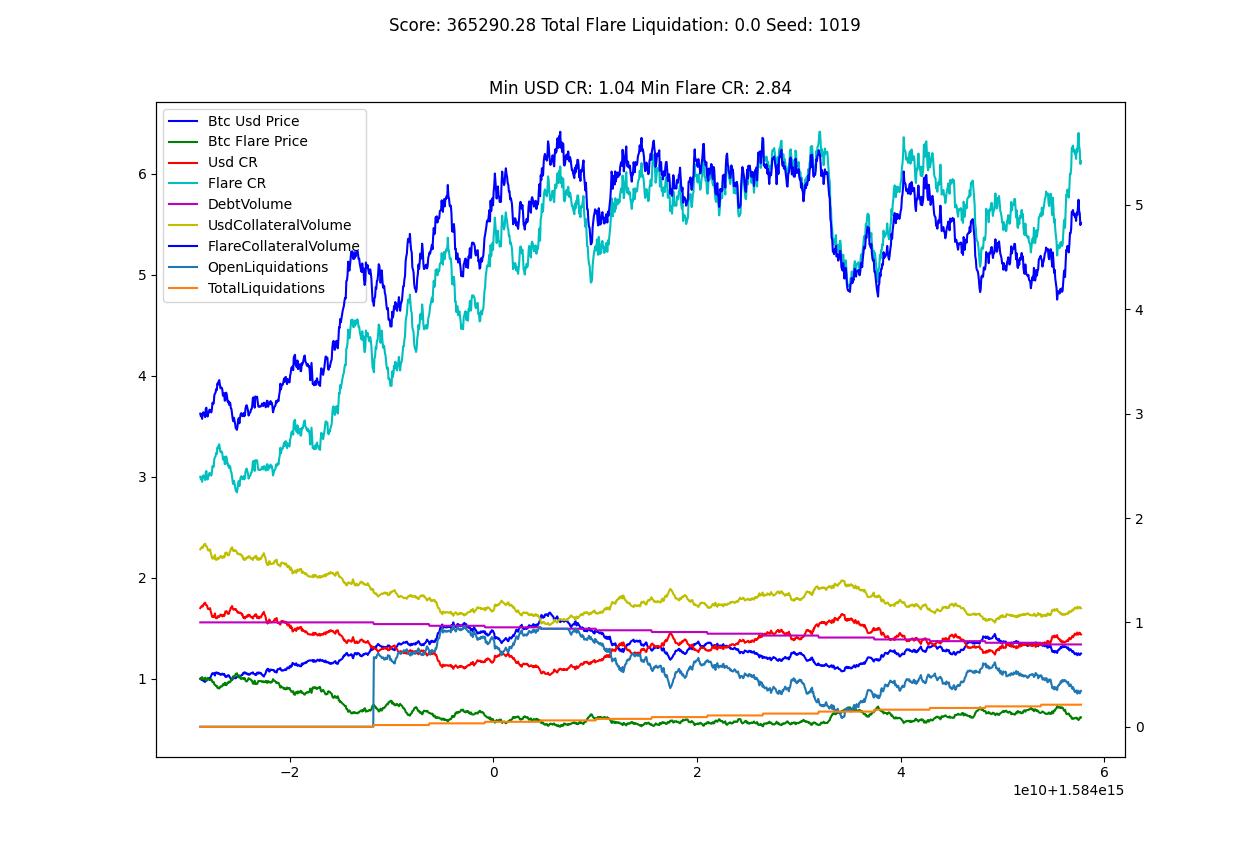 Score: 365290.28 Total Flare Liquidation: 0.0 Seed: 1019
Min USD CR: 1.04 Min Flare CR: 2.84
Btc Usd Price
Btc Flare Price
Usd CR
Flare CR
DebtVolume
UsdCollateralVolume
FlareCollateralVolume
OpenLiquidations
TotalLiquidations
6
5
4
3
2
1
5
4
3
2
1
0
−2
0
2
4
6
1e10+1.584e15